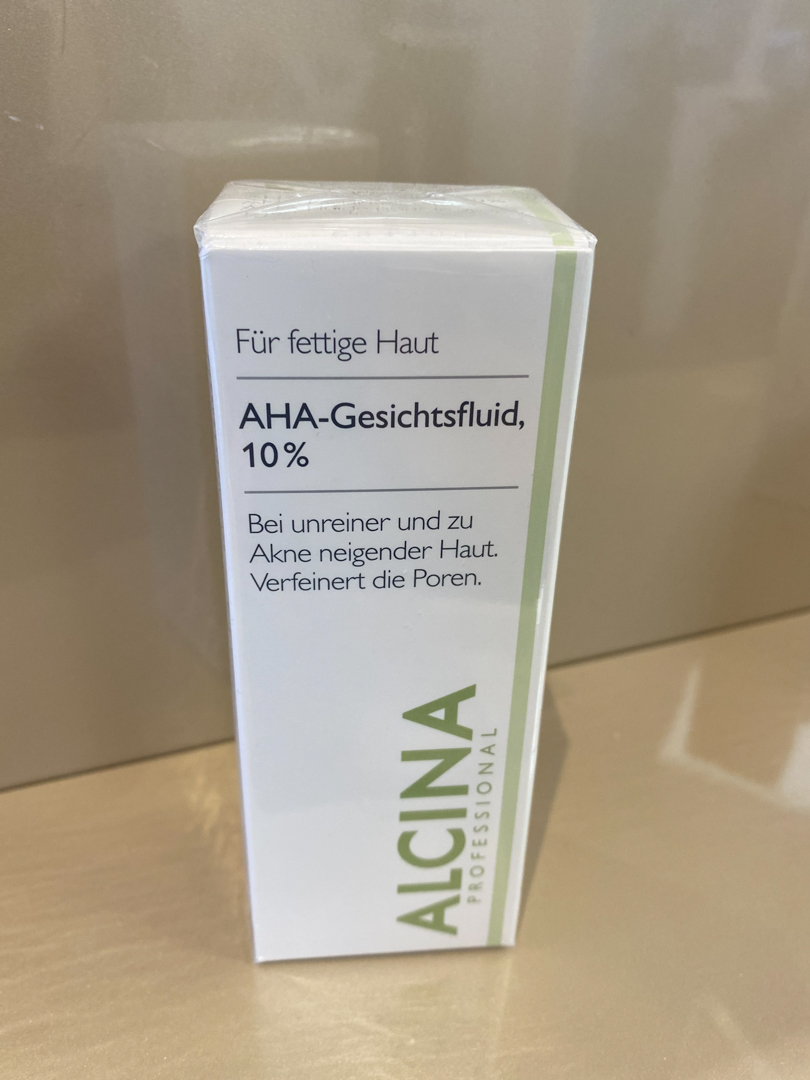 Für fettige Haut
AHA-Gesichtsfluid,
10%
Bei unreiner und zu
Akne neigender Haut.
Verfeinert die Poren.
ALCINA
PROFESSIONAL